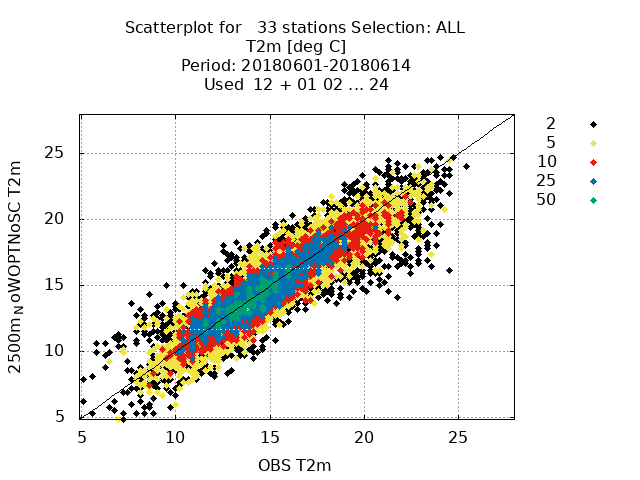 Scatterplot for   33 stations Selection: ALL
T2m [deg C]
Period: 20180601-20180614
Used  12 + 01 02 ... 24
2
5
10
25
50
25
20
15
10
5
2500mNoWOPTNoSC T2m
5
10
15
20
25
OBS T2m